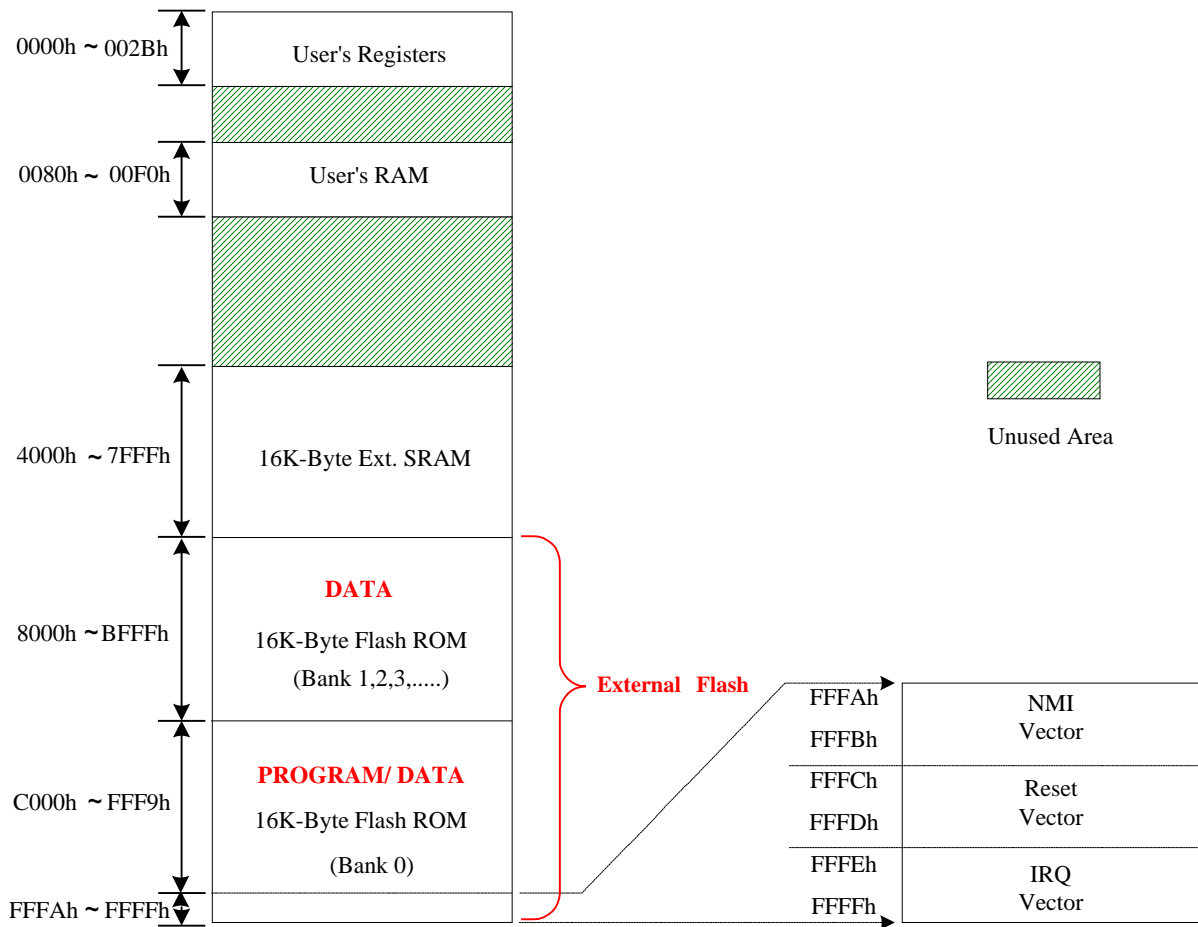 0000h ~ 002Bh
User's Registers
0080h ~ 00F0h
User's RAM
Unused Area
4000h ~ 7FFFh
16K-Byte Ext. SRAM
8000h ~ BFFFh
DATA
16K-Byte Flash ROM
(Bank 1,2,3,.....)
External Flash
C000h ~ FFF9h
PROGRAM/ DATA
16K-Byte Flash ROM
(Bank 0)
FFFAh ~ FFFFh
FFFAh
FFFBh
NMI
Vector
FFFCh
FFFDh
Reset
Vector
FFFEh
FFFFh
IRQ
Vector